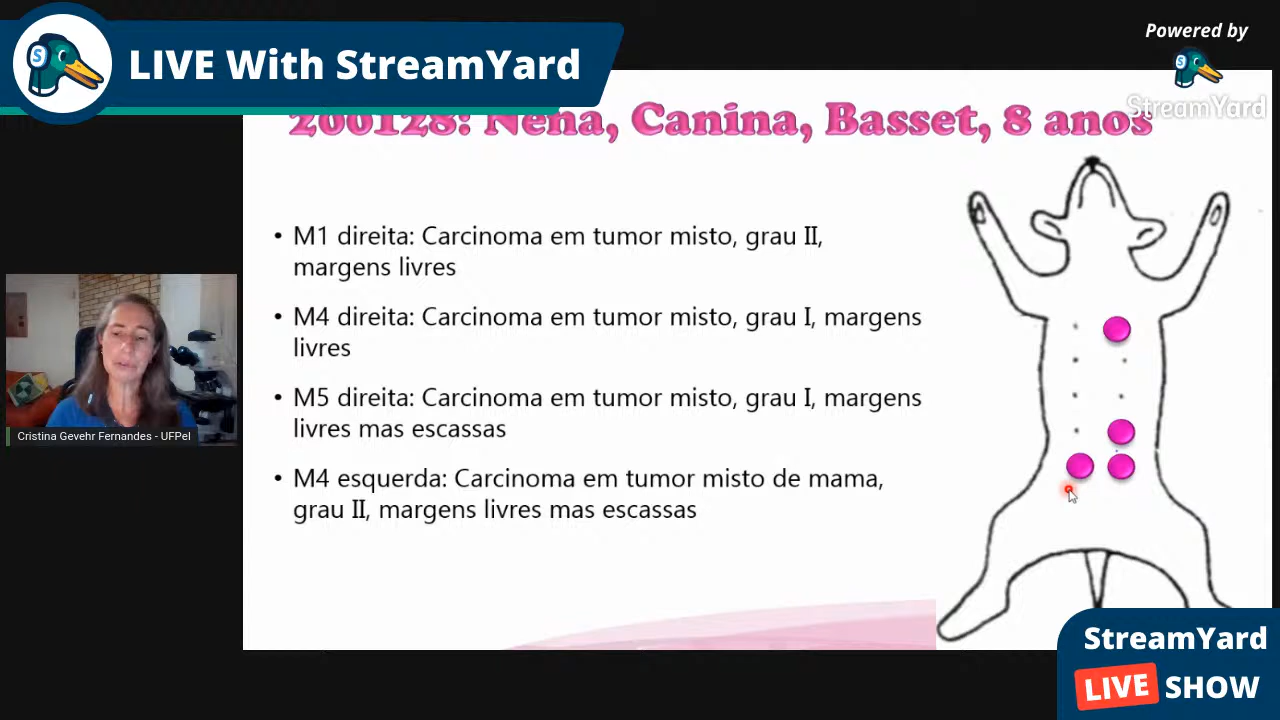 Powered by
LIVE With StreamYard
StreamYard
200128: Nena, Canina, Basset, 8 anos
• M1 direita: Carcinoma em tumor misto, grau II,
margens livres
• M4 direita: Carcinoma em tumor misto, grau I, margens
livres
• M5 direita: Carcinoma em tumor misto, grau I, margens
livres mas escassas
• M4 esquerda: Carcinoma em tumor misto de mama,
grau II, margens livres mas escassas
Cristina Gevehr Fernandes - UFPel
StreamYard
LIVE SHOW